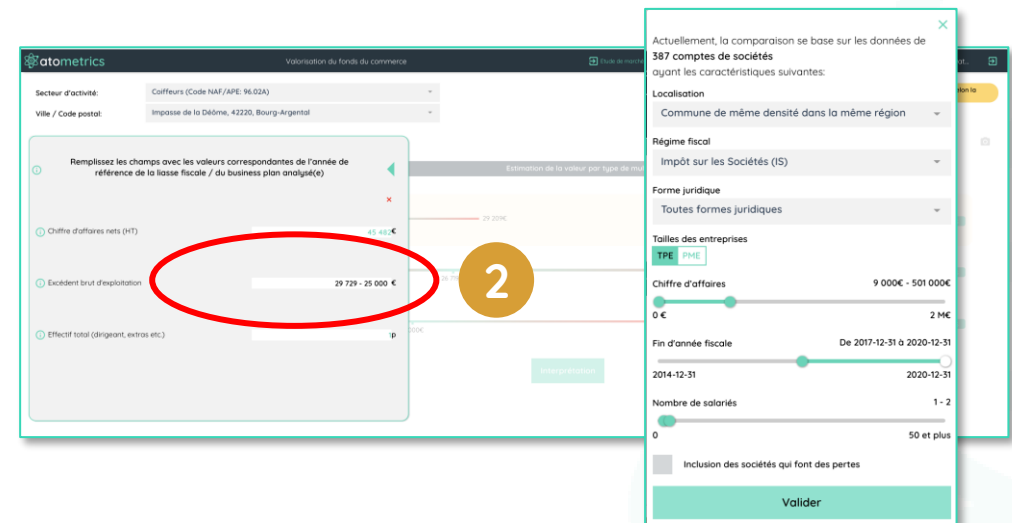 atometrics
Valorisation du fonds du commerce
Etude de marché
Secteur d'activité:
Coiffeurs (Code NAF/APE: 96.02A)
Ville / Code postal:
Impasse de la Déôme, 42220, Bourg-Argental
Remplissez les champs avec les valeurs correspondantes de l'année de
référence de la liasse fiscale / du business plan analysé(e)
Chiffre d'affaires nets (HT)
45 482€
Excédent brut d'exploitation
29 729 - 25 000 €
Effectif total (dirigeant, extras etc.)
Estimation de la valeur par type de
29 209€
Interprétation
2
Actuellement, la comparaison se base sur les données de
387 comptes de sociétés
ayant les caractéristiques suivantes:
Localisation
Commune de même densité dans la même région
Régime fiscal
Impôt sur les Sociétés (IS)
Forme juridique
Toutes formes juridiques
Tailles des entreprises
TPE PME
Chiffre d'affaires
9 000€ - 501 000€
0 €
2 M€
Fin d'année fiscale
De 2017-12-31 à 2020-12-31
2014-12-31
2020-12-31
Nombre de salariés
1 - 2
0
50 et plus
Inclusion des sociétés qui font des pertes
Valider